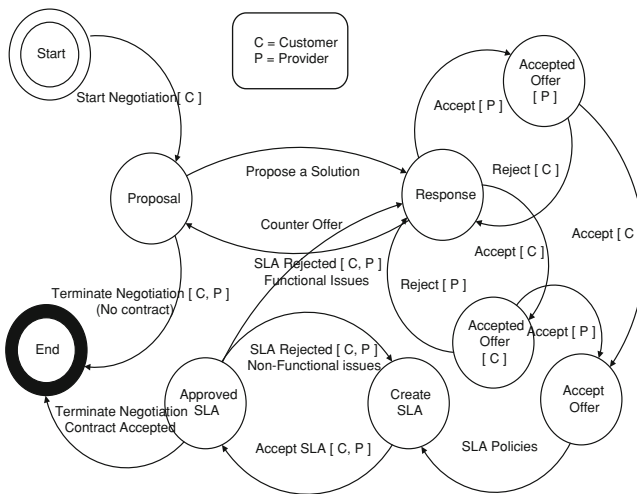 Start
C = Customer
P = Provider
Accepted
Offer
[ P ]
Start Negotiation[ C ]
Accept [ P ]
Propose a Solution
Reject [ C ]
Proposal
Response
Counter Offer
Accept [ C
Accept [ C ]
SLA Rejected [ C, P ]
Functional Issues
Reject [ P ]
Terminate Negotiation [ C, P ]
(No contract)
Accepted
Offer
[ C ]
Accept [ P ]
End
SLA Rejected [ C, P ]
Non-Functional issues
Approved
SLA
Create
SLA
Accept
Offer
Terminate Negotiation
Contract Accepted
Accept SLA [ C, P ]
SLA Policies